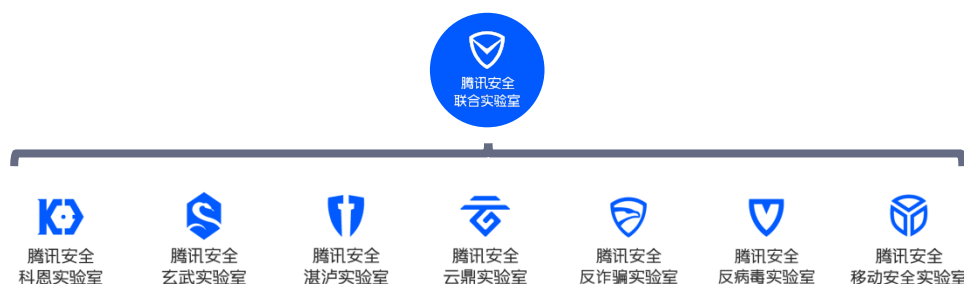 腾讯安全
联合实验室
腾讯安全
科恩实验室
腾讯安全
玄武实验室
腾讯安全
湛泸实验室
腾讯安全
云鼎实验室
腾讯安全
反诈骗实验室
腾讯安全
反病毒实验室
腾讯安全
移动安全实验室